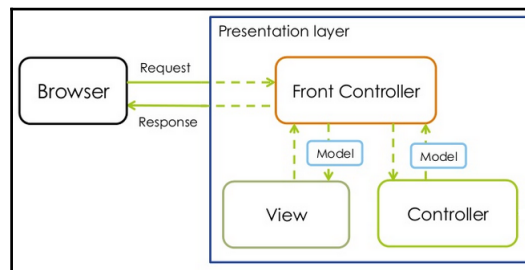 Presentation layer
Request
Browser
Front Controller
Response
Model
Model
View
Controller